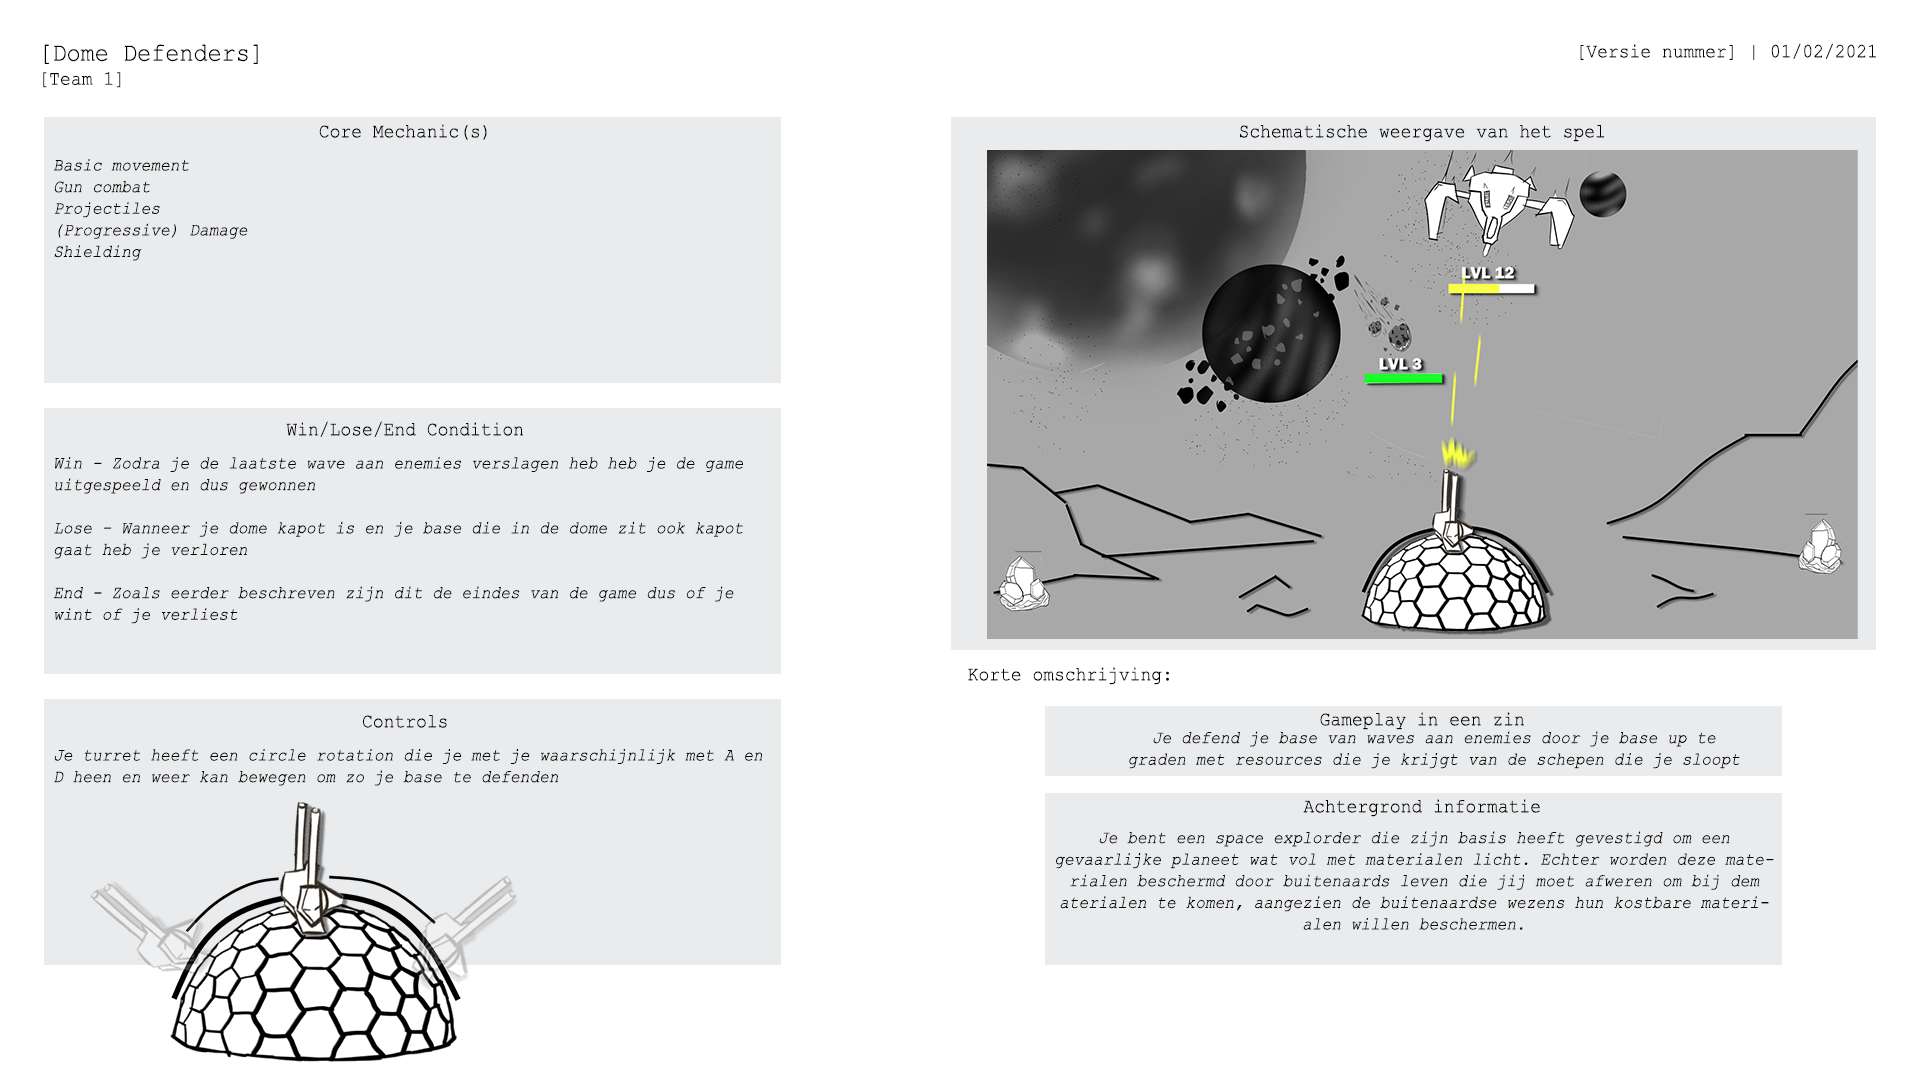 [Dome Defenders]
[Team 1]
[Versie nummer] | 01/02/2021
Core Mechanic(s)
Basic movement
Gun combat
Projectiles
(Progressive) Damage
Shielding
Win/Lose/End Condition
Win - Zodra je de laatste wave aan enemies verslagen heb heb je de game
uitgespeeld en dus gewonnen
Lose - Wanneer je dome kapot is en je base die in de dome zit ook kapot
gaat heb je verloren
End - Zoals eerder beschreven zijn dit de eindes van de game dus of je
wint of je verliest
Controls
Je turret heeft een circle rotation die je met je waarschijnlijk met A en
D heen en weer kan bewegen om zo je base te defenden
Schematische weergave van het spel
LVL 12
LVL 3
Korte omschrijving:
Gameplay in een zin
Je defend je base van waves aan enemies door je base up te
graden met resources die je krijgt van de schepen die je sloopt
Achtergrond informatie
Je bent een space explorder die zijn basis heeft gevestigd om een
gevaarlijke planeet wat vol met materialen licht. Echter worden deze mate-
rialen beschermd door buitenaards leven die jij moet afweren om bij dem
aterialen te komen, aangezien de buitenaardse wezens hun kostbare materi-
alen willen beschermen.